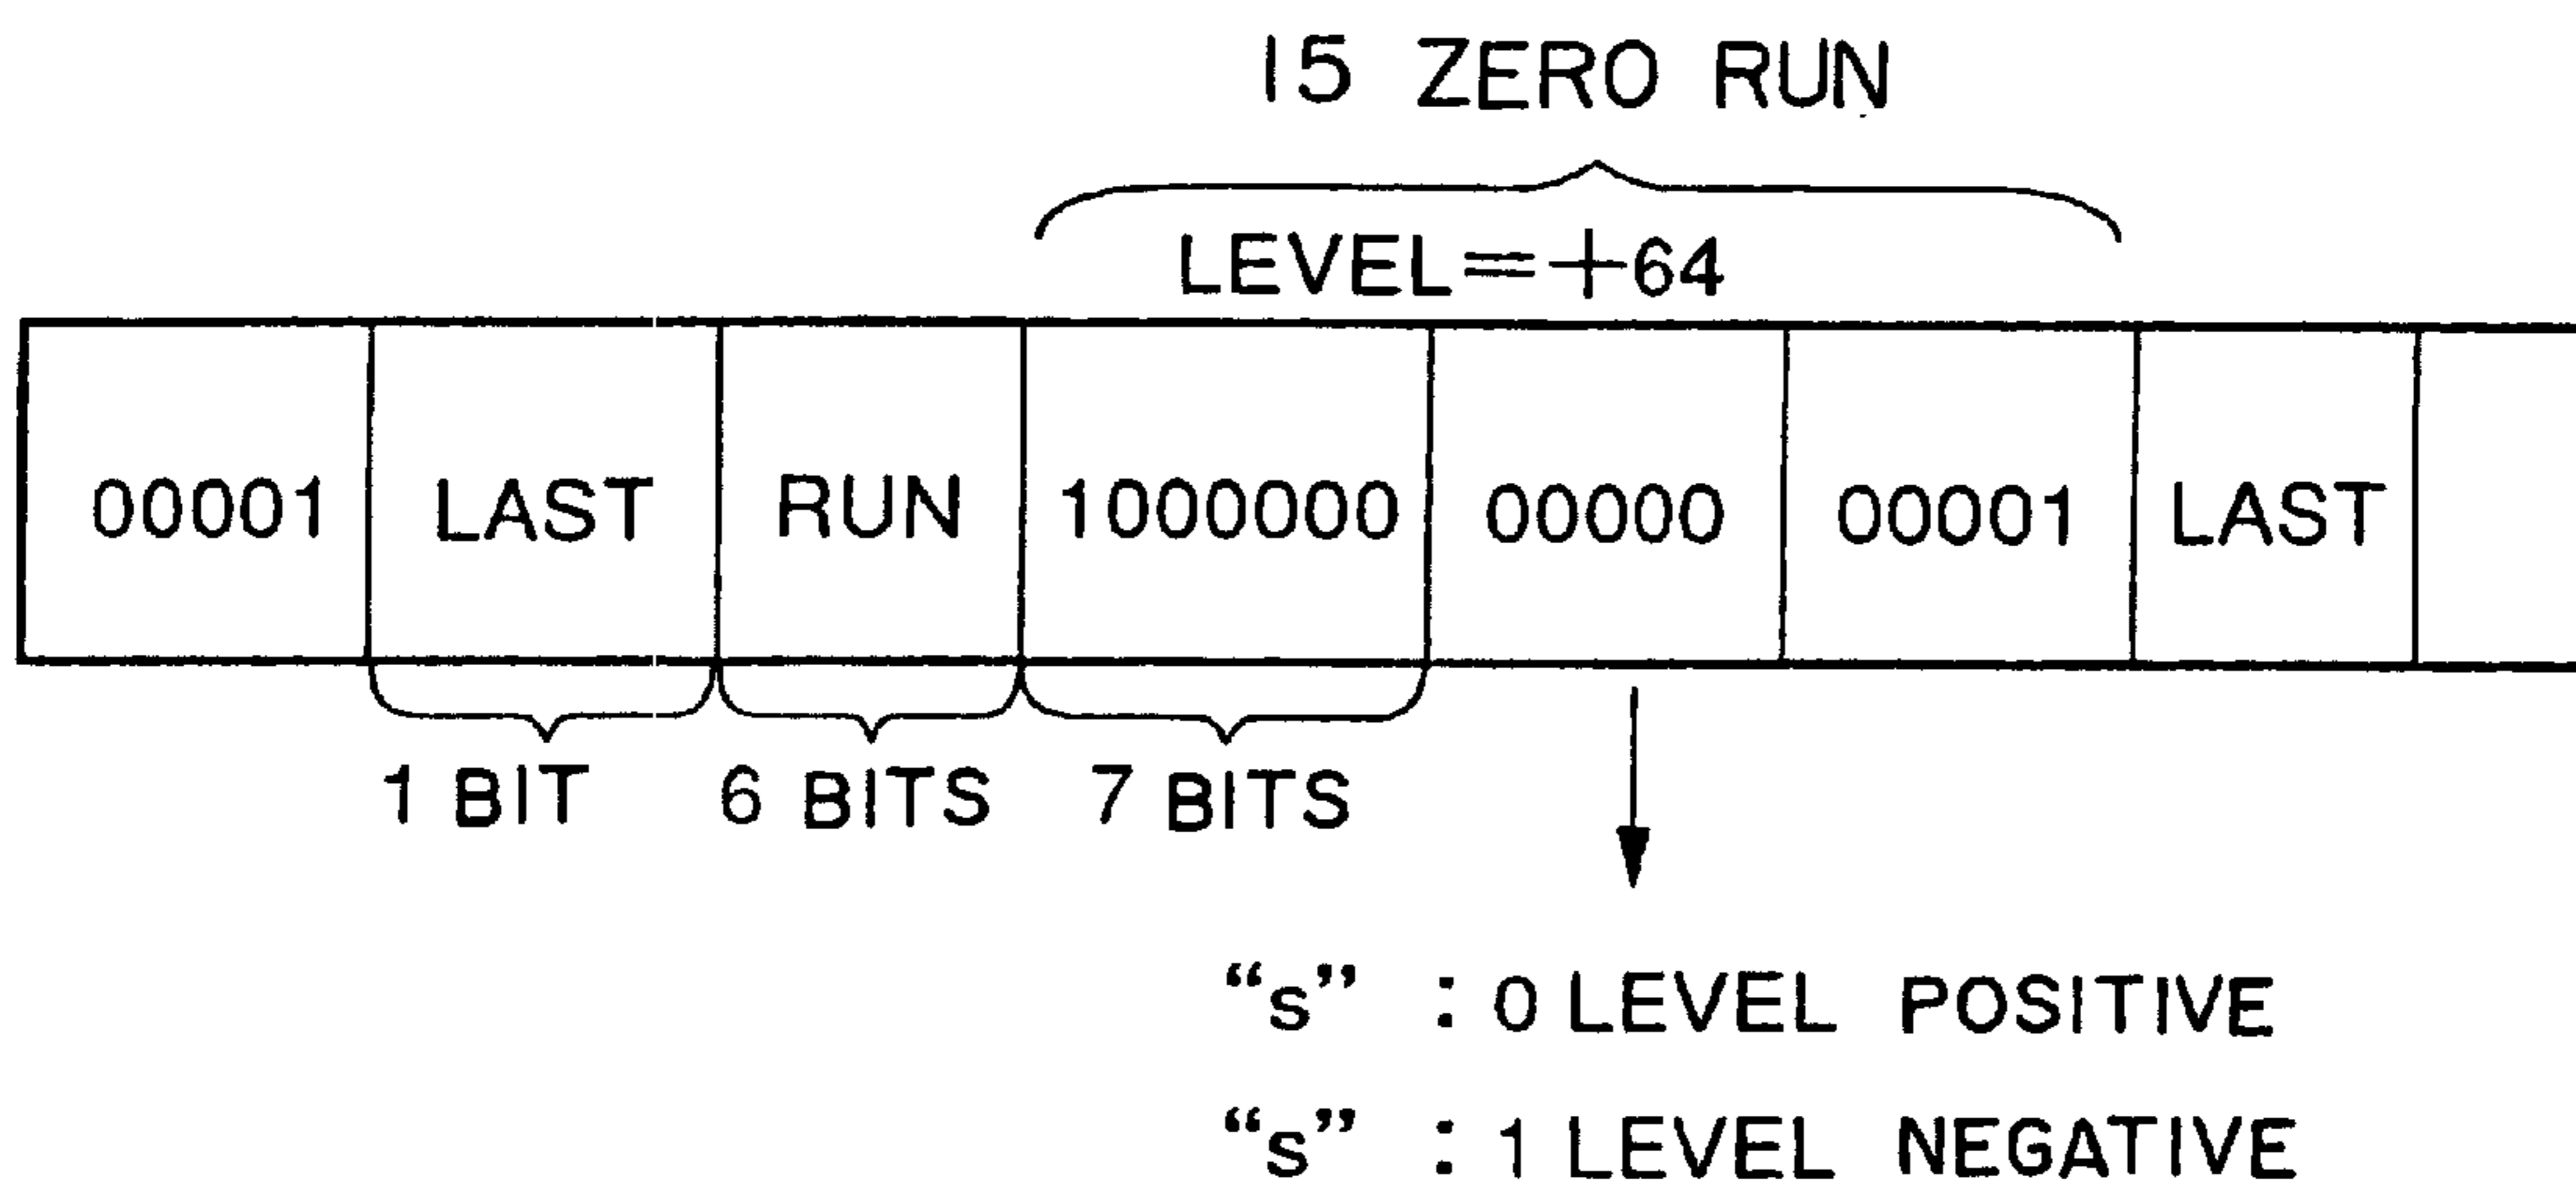 15 ZERO RUN
LEVEL=+64
00001 LAST RUN 1000000 00000 00001 LAST
1 BIT 6 BITS 7 BITS
“s” : 0 LEVEL POSITIVE
“s” : 1 LEVEL NEGATIVE